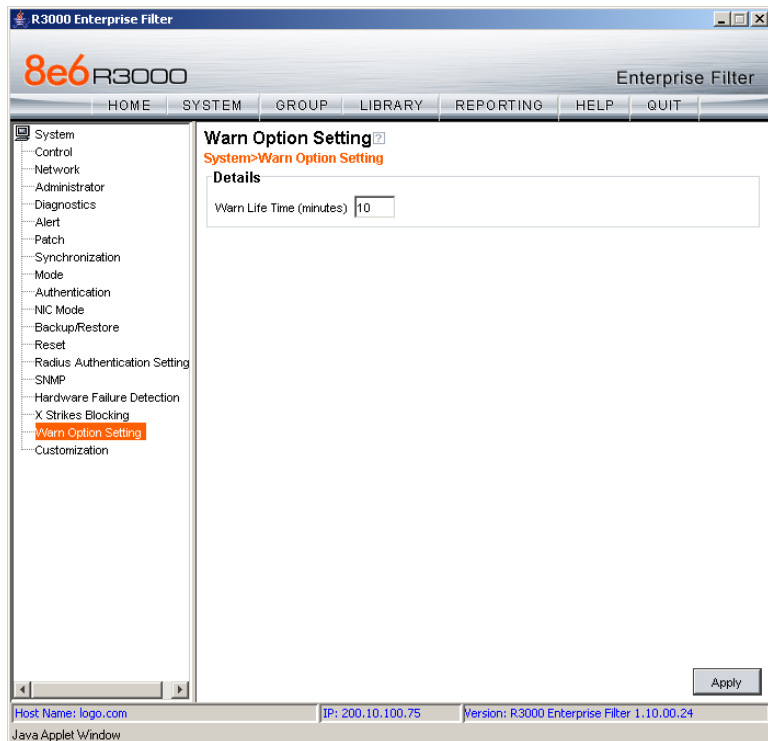 R3000 Enterprise Filter
8e6 R3000
Enterprise Filter
HOME SYSTEM GROUP LIBRARY REPORTING HELP QUIT
System
Control
Network
Administrator
Diagnostics
Alert
Patch
Synchronization
Mode
Authentication
NIC Mode
Backup/Restore
Reset
Radius Authentication Setting
SNMP
Hardware Failure Detection
X Strikes Blocking
Warn Option Setting
Customization
Warn Option Setting ?
System>Warn Option Setting
Details
Warn Life Time (minutes) 10
Apply
Host Name: logo.com IP: 200.10.100.75 Version: R3000 Enterprise Filter 1.10.00.24
Java Applet Window